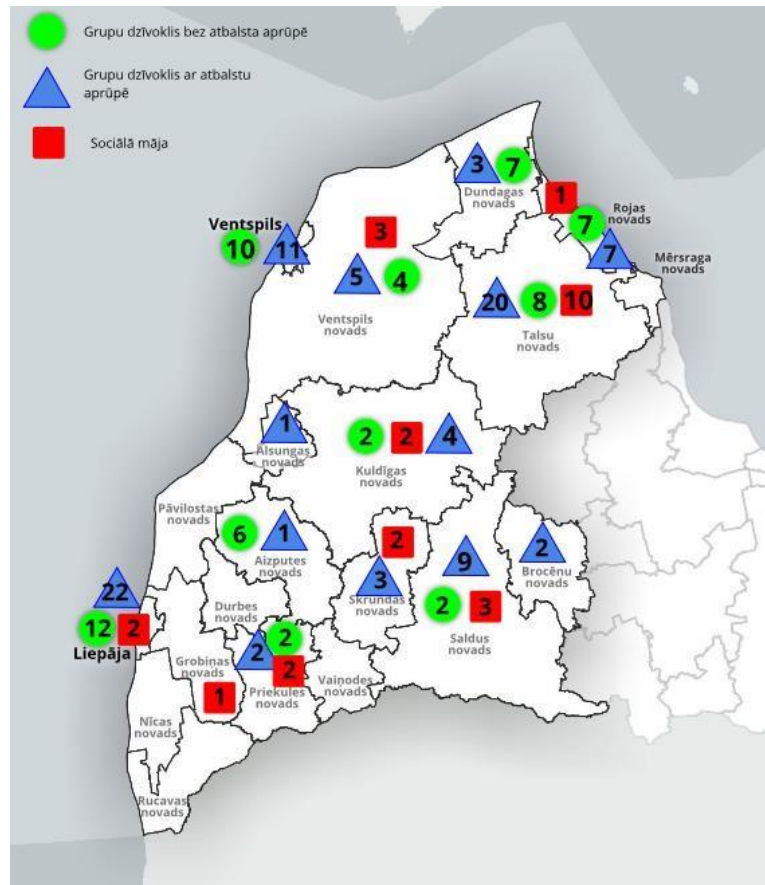 Grupu dzīvoklis bez atbalsta aprūpē
Grupu dzīvoklis ar atbalstu
aprūpē
Sociālā māja
3
7
Dundagas
novads
1
Rojas
novads
7
7
Mērsraga
novads
Ventspils
10
11
3
5
4
Ventspils
novads
20
8
10
Talsu
novads
1
Alsungas
novads
2
2
4
Kuldīgas
novads
Pāvilostas
novads
6
1
Aizputes
novads
2
3
Skrundas
novads
9
2
3
Saldus
novads
2
Brocēnu
novads
22
12
2
Liepāja
Durbes
novads
Grobiņas
novads
1
2
2
2
Priekules
novads
Vaiņodes
novads
Nīcas
novads
Rucavas
novads